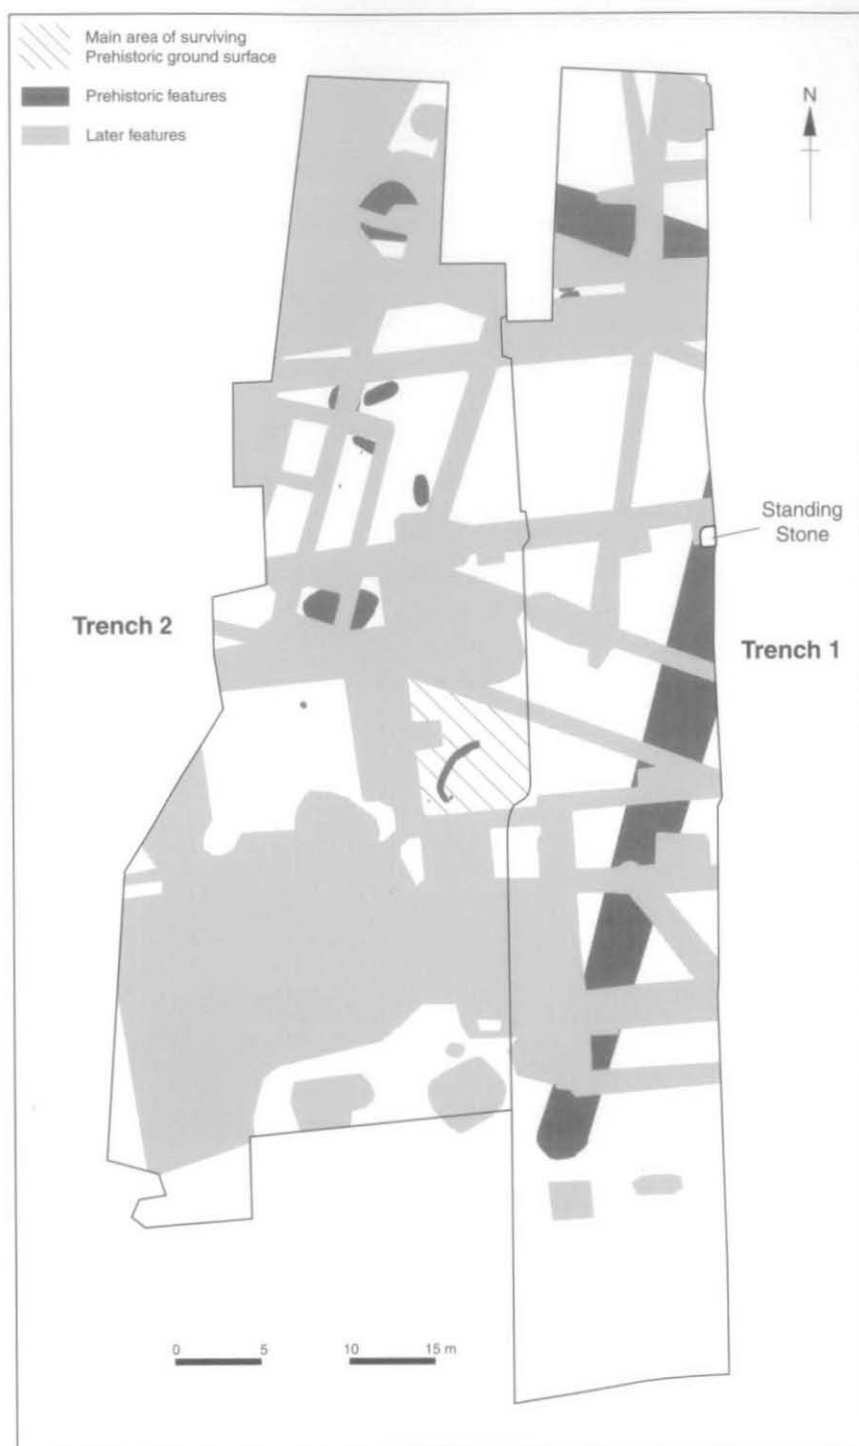 Main area of surviving
Prehistoric ground surface
Prehistoric features
Later features
N
Standing
Stone
Trench 2
Trench 1
0 5 10 15 m